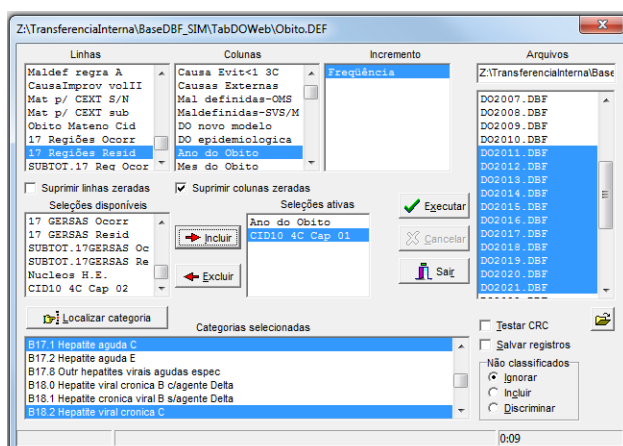 Z:\TransferenciaInterna\BaseDBF_SIM\TabDOWeb\Obito.DEF
Linhas
Maldef regra A
CausaImprov volII
Mat p/ CEXT S/N
Mat p/ CEXT sub
Obito Materno Cid
17 Regiões Ocorr
17 Regiões Resid
SUBTOT.17 Reg Ocor
Colunas
Causa Evit<1 3C
Causas Externas
Mal definidas-OMS
Maldefinidas-SVS/M
DO novo modelo
DO epidemiologica
Ano do Obito
Mes do Obito
Incremento
Freqüência
Arquivos
Z:\TransferenciaInterna\Base
DO2007.DBF
DO2008.DBF
DO2009.DBF
DO2010.DBF
DO2011.DBF
DO2012.DBF
DO2013.DBF
DO2014.DBF
DO2015.DBF
DO2016.DBF
DO2017.DBF
DO2018.DBF
DO2019.DBF
DO2020.DBF
DO2021.DBF
Suprimir linhas zeradas
Suprimir colunas zeradas
Seleções disponíveis
17 GERSAS Ocorr
17 GERSAS Resid
SUBTOT.17GERSAS Oc
SUBTOT.17GERSAS Re
Nucleos H.E.
CID10 4C Cap 02
Incluir
Excluir
Seleções ativas
Ano do Obito
CID10 4C Cap 01
Executar
Cancelar
Sair
Localizar categoria
Categorias selecionadas
B17.1 Hepatite aguda C
B17.2 Hepatite aguda E
B17.8 Outr hepatites virais agudas espec
B18.0 Hepatite viral cronica B c/agente Delta
B18.1 Hepatite cronica viral B s/agente Delta
B18.2 Hepatite viral cronica C
Testar CRC
Salvar registros
Não classificados
Ignorar
Incluir
Discriminar
0:09